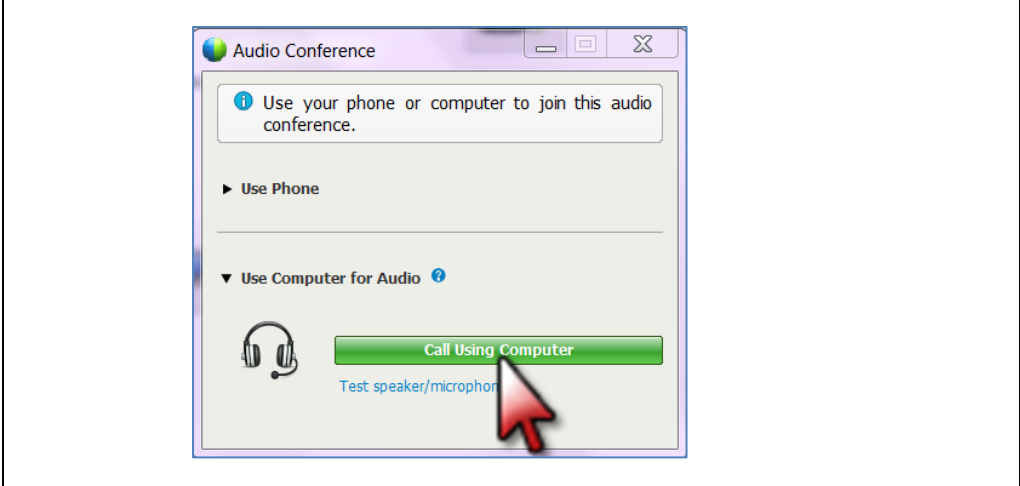 Audio Conference
Use your phone or computer to join this audio
conference.
Use Phone
Use Computer for Audio
Call Using Computer
Test speaker/